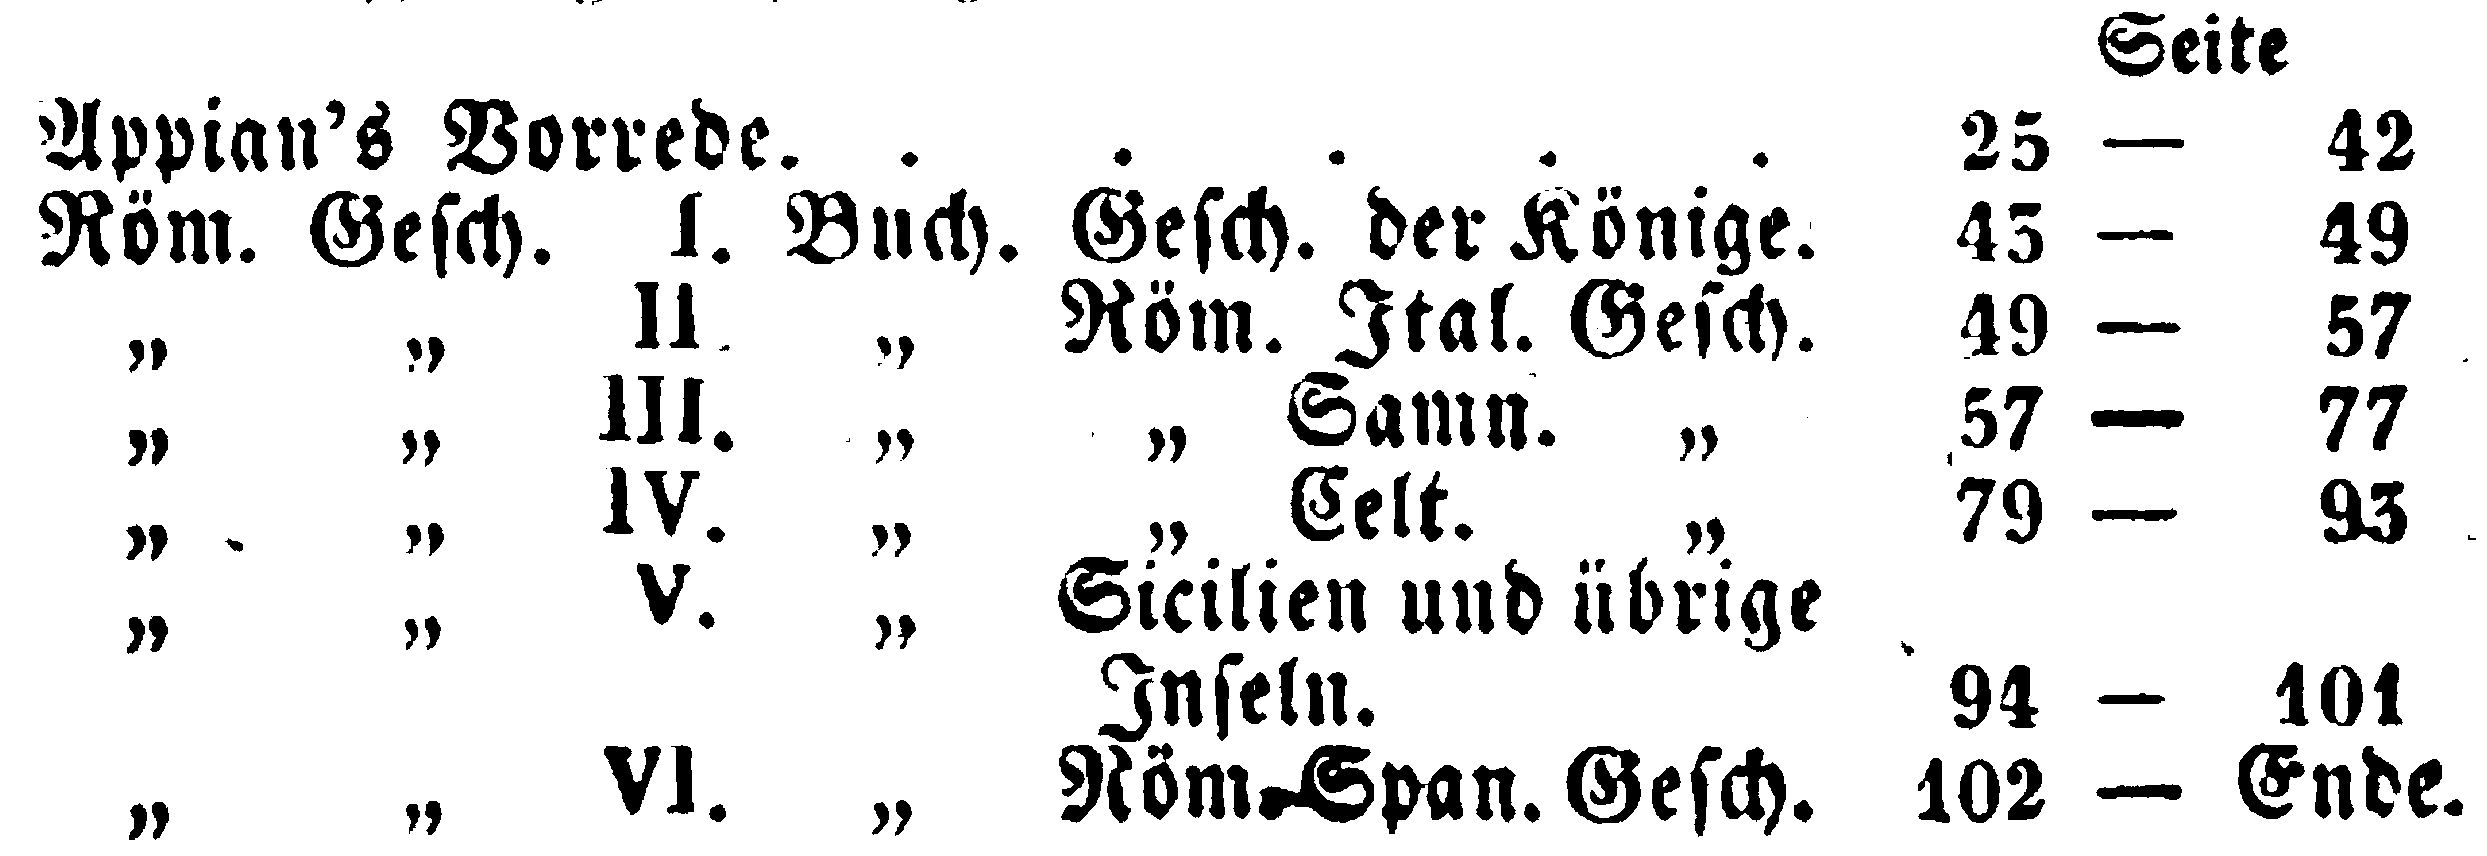 Seite
Appian's Vorrede. . . . . . 25 — 42
Röm. Gesch. I. Buch. Gesch. der Könige. 43 — 49
„ „ II. „ Röm. Ital. Gesch. 49 — 57
„ „ III. „ „ Samn. „ 57 — 77
„ „ IV. „ „ Celt. „ 79 — 93
„ „ V. „ Sicilien und übrige
Inseln. 94 — 101
„ „ VI. „ Röm.-Span. Gesch. 102 — Ende.